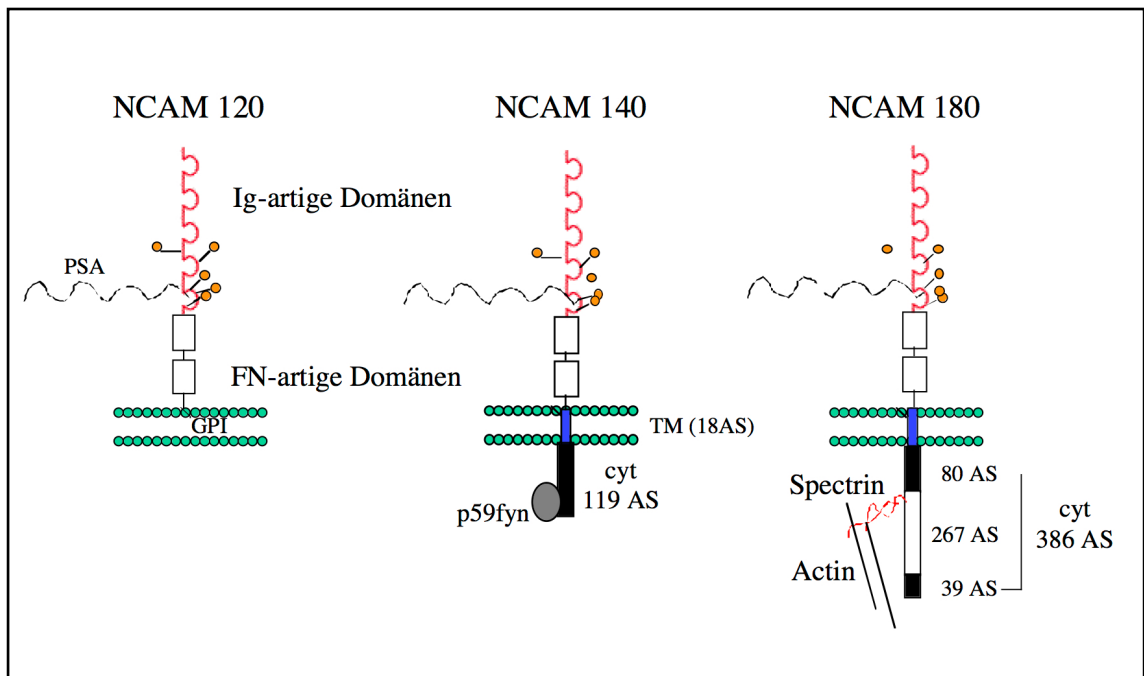 NCAM 120
NCAM 140
NCAM 180
Ig-artige Domänen
PSA
FN-artige Domänen
GPI
TM (18AS)
cyt
119 AS
p59fyn
Spectrin
Actin
80 AS
267 AS
39 AS
cyt
386 AS